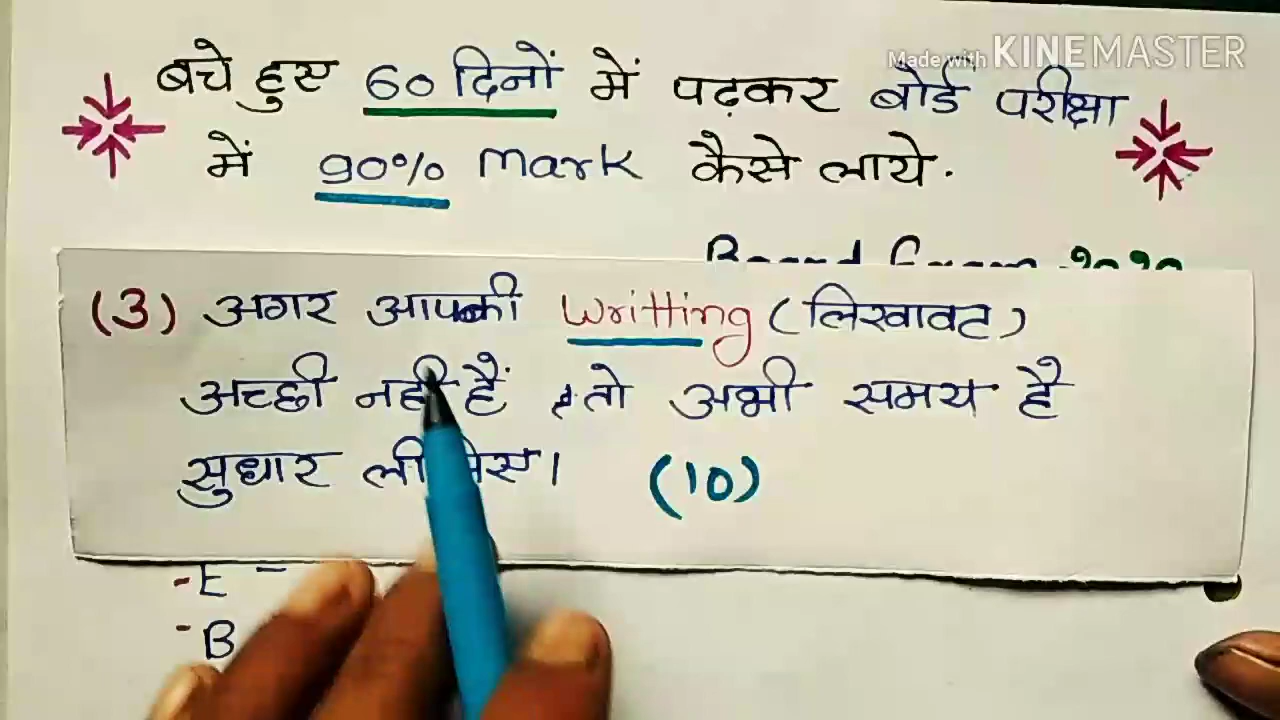 Made with KINEMASTER
बचे हुए 60 दिनों में पढ़कर बोर्ड परीक्षा
में 90% Mark कैसे लाये.
(3) अगर आपकी Writting (लिखावट)
अच्छी नही हैं तो अभी समय है
सुधार
(10)
- E -
- B